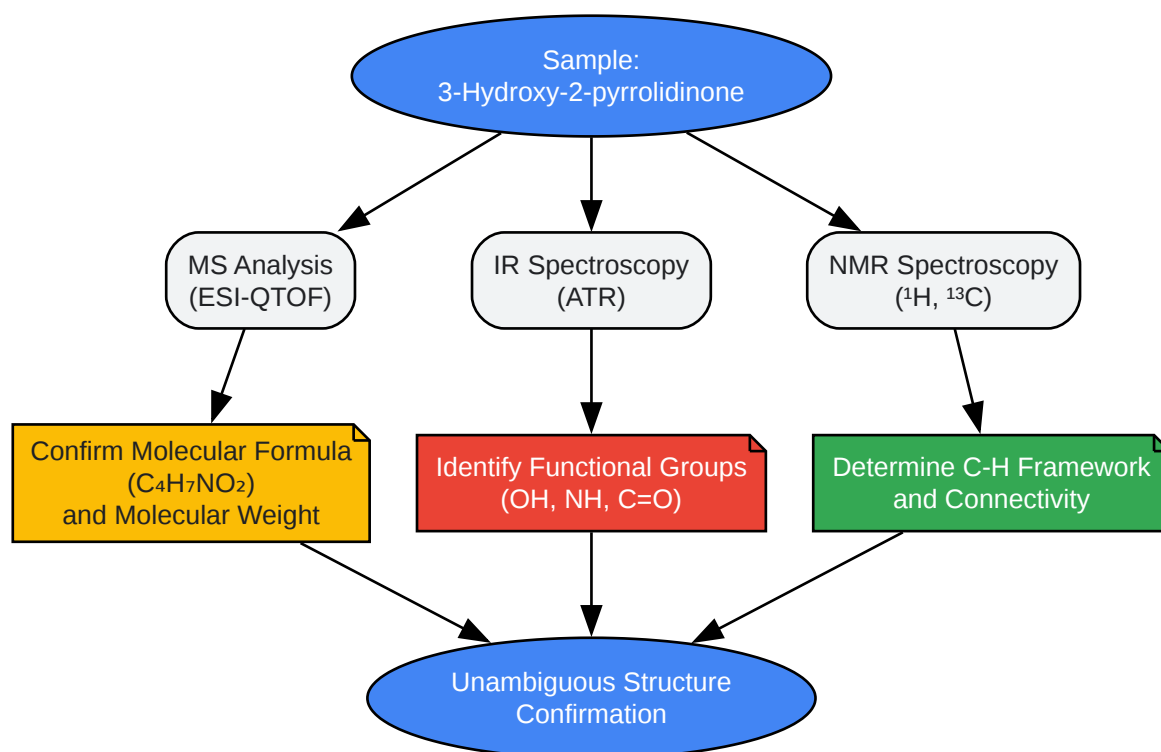 Sample:
3-Hydroxy-2-pyrrolidinone
MS Analysis
(ESI-QTOF)
IR Spectroscopy
(ATR)
NMR Spectroscopy
(¹H, ¹³C)
Confirm Molecular Formula
(C₄H₇NO₂)
and Molecular Weight
Identify Functional Groups
(OH, NH, C=O)
Determine C-H Framework
and Connectivity
Unambiguous Structure
Confirmation